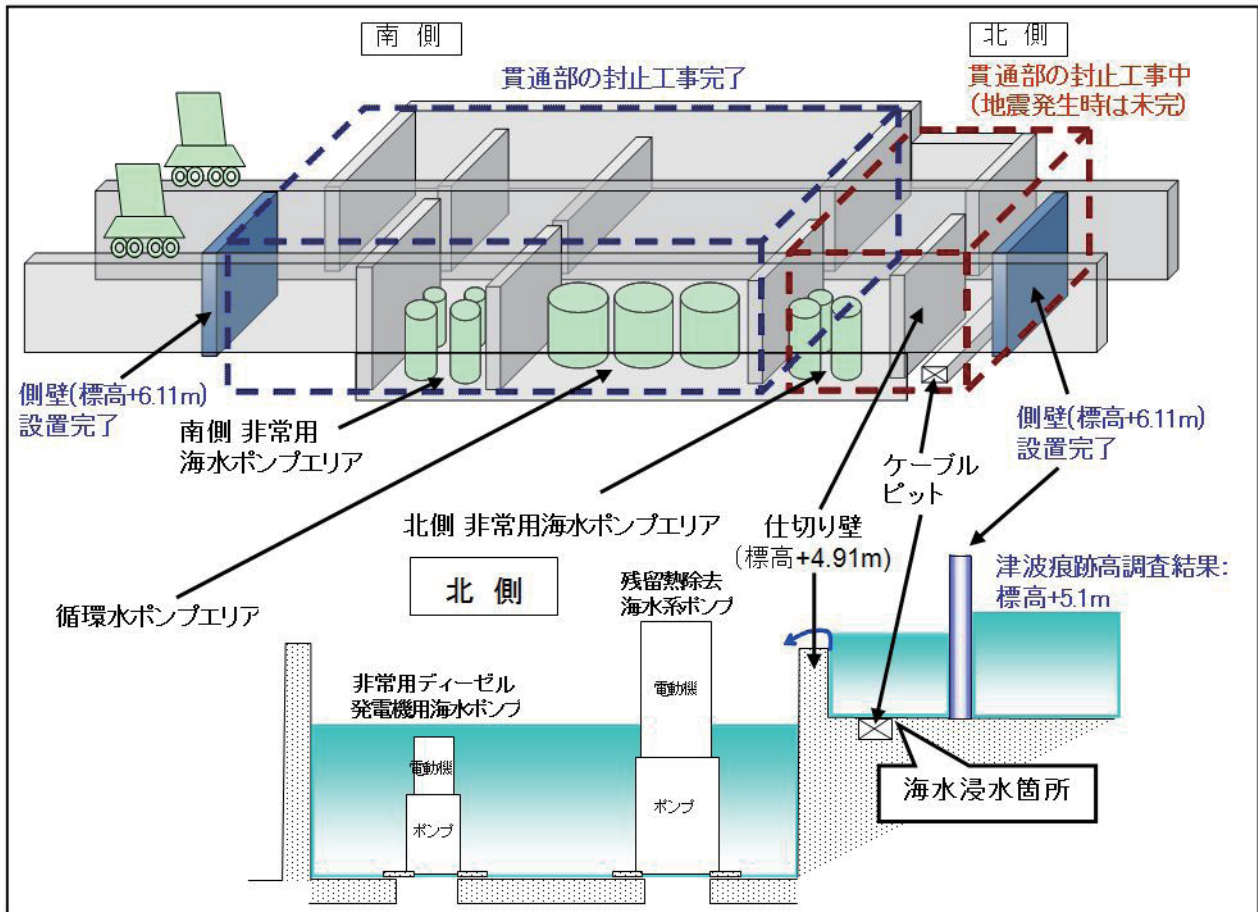 南 側
北 側
貫通部の封止工事完了
貫通部の封止工事中
(地震発生時は未完)
側壁(標高+6.11m)
設置完了
南側 非常用
海水ポンプエリア
側壁(標高+6.11m)
設置完了
ケーブル
ピット
北側 非常用海水ポンプエリア
仕切り壁
(標高+4.91m)
循環水ポンプエリア
北 側
残留熱除去
海水系ポンプ
津波痕跡高調査結果:
標高+5.1m
非常用ディーゼル
発電機用海水ポンプ
電動機
電動機
ポンプ
ポンプ
海水浸水箇所